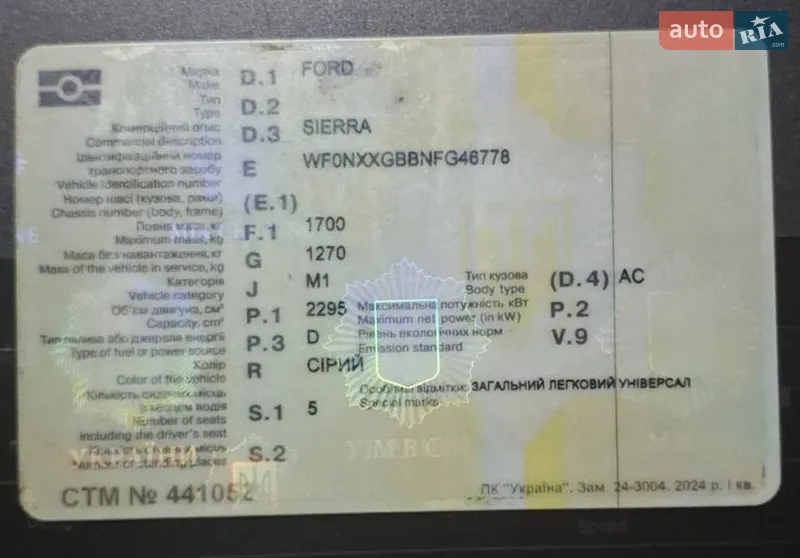 auto RIA.com
Марка
Make D.1 FORD
Тип
Type D.2
Комерційний опис
Commercial description D.3 SIERRA
Ідентифікаційний номер
транспортного засобу
Vehicle identification number E WF0NXXGBBNFG46778
Номер шасі (кузова, рами)
Chassis number (body, frame) (E.1)
Повна маса, кг
Maximum mass, kg F.1 1700
Маса без навантаження, кг
Mass of the vehicle in service, kg G 1270
Категорія
Vehicle category J M1
Тип кузова
Body type (D.4) AC
Об'єм двигуна, см³
Capacity, cm³ P.1 2295
Максимальна потужність кВт
Maximum net power (in kW) P.2
Тип палива або джерела енергії
Type of fuel or power source P.3 D
Рівень екологічних норм
Emission standard V.9
Колір
Color of the vehicle R СІРИЙ
Особливі відмітки: ЗАГАЛЬНИЙ ЛЕГКОВИЙ УНІВЕРСАЛ
Special marks
Кількість сидячих місць
з місцем водія
Number of seats S.1 5
including the driver's seat
Number of standing places S.2
СТМ № 441052
ПК "Україна". Зам. 24-3004. 2024 р. I кв.